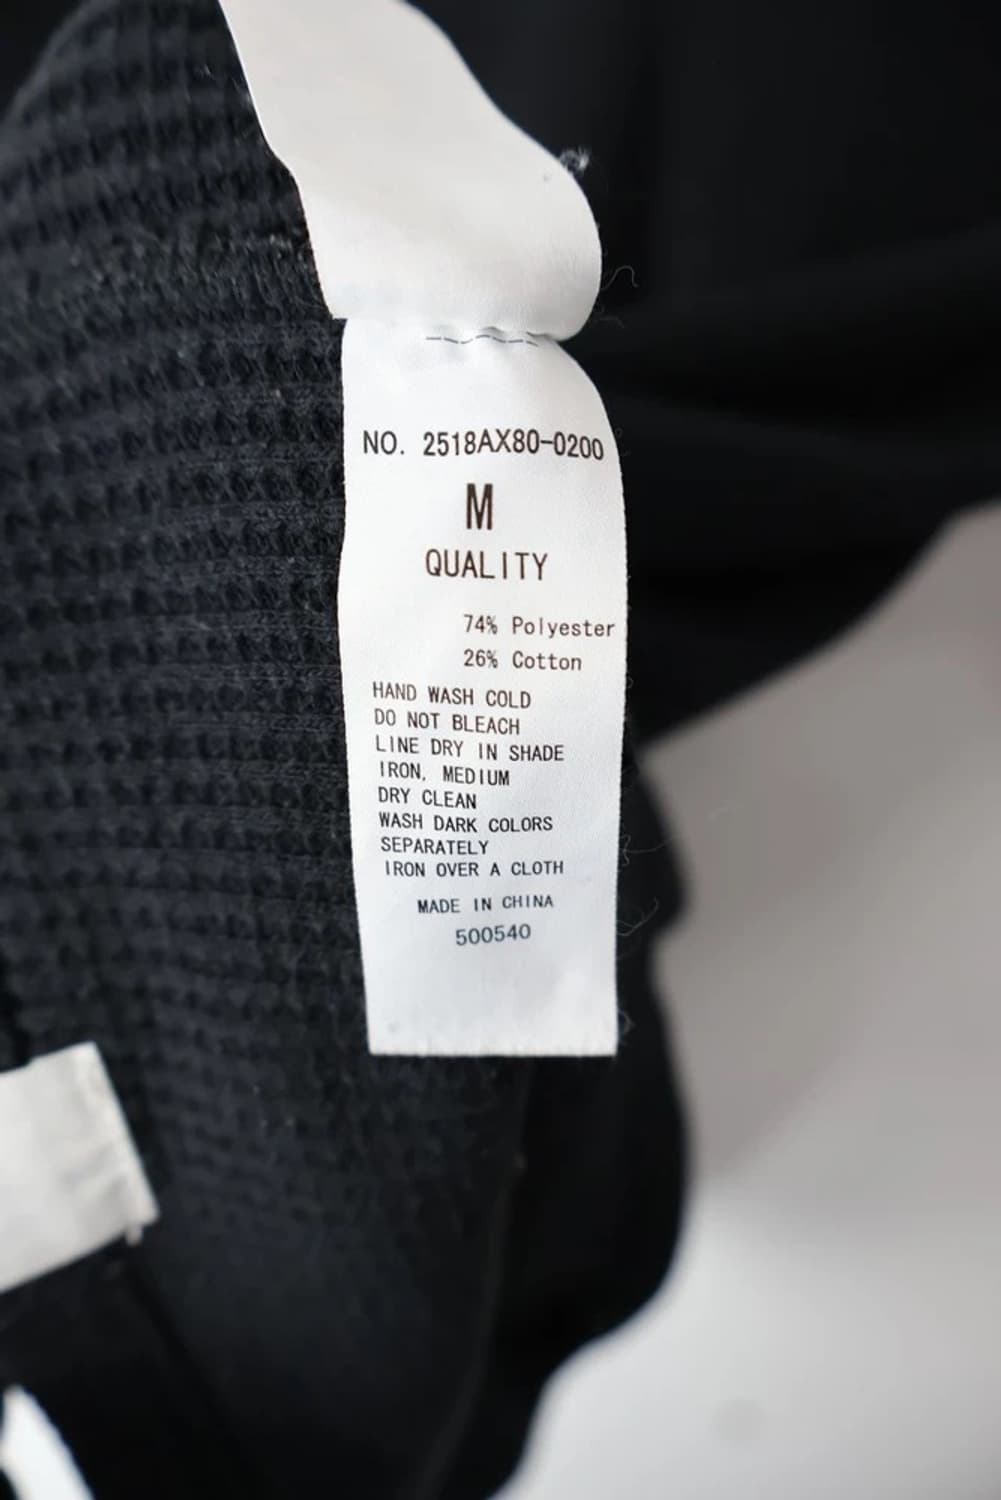 NO. 2518AX80-0200
M
QUALITY
74% Polyester
26% Cotton
HAND WASH COLD
DO NOT BLEACH
LINE DRY IN SHADE
IRON, MEDIUM
DRY CLEAN
WASH DARK COLORS
SEPARATELY
IRON OVER A CLOTH
MADE IN CHINA
500540